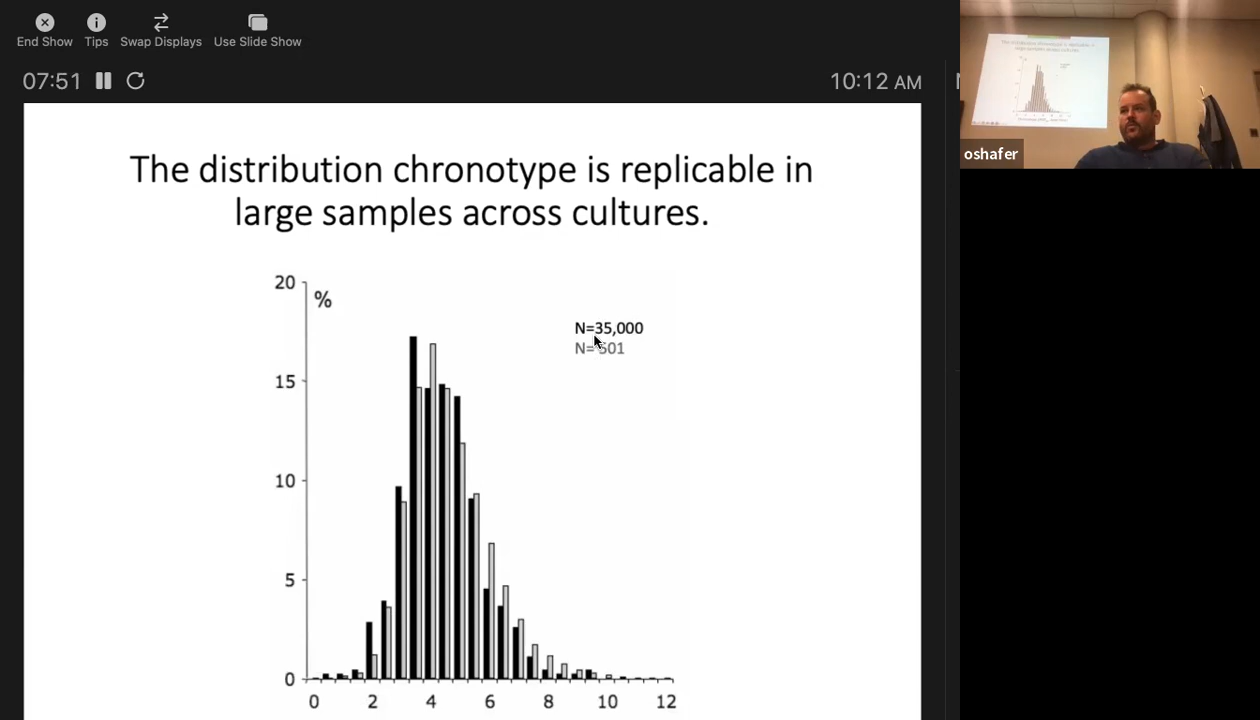 End Show
Tips
Swap Displays
Use Slide Show
07:51
10:12 AM
oshafer
The distribution chronotype is replicable in
large samples across cultures.
20
%
N=35,000
15
10
5
0
0 2 4 6 8 10 12